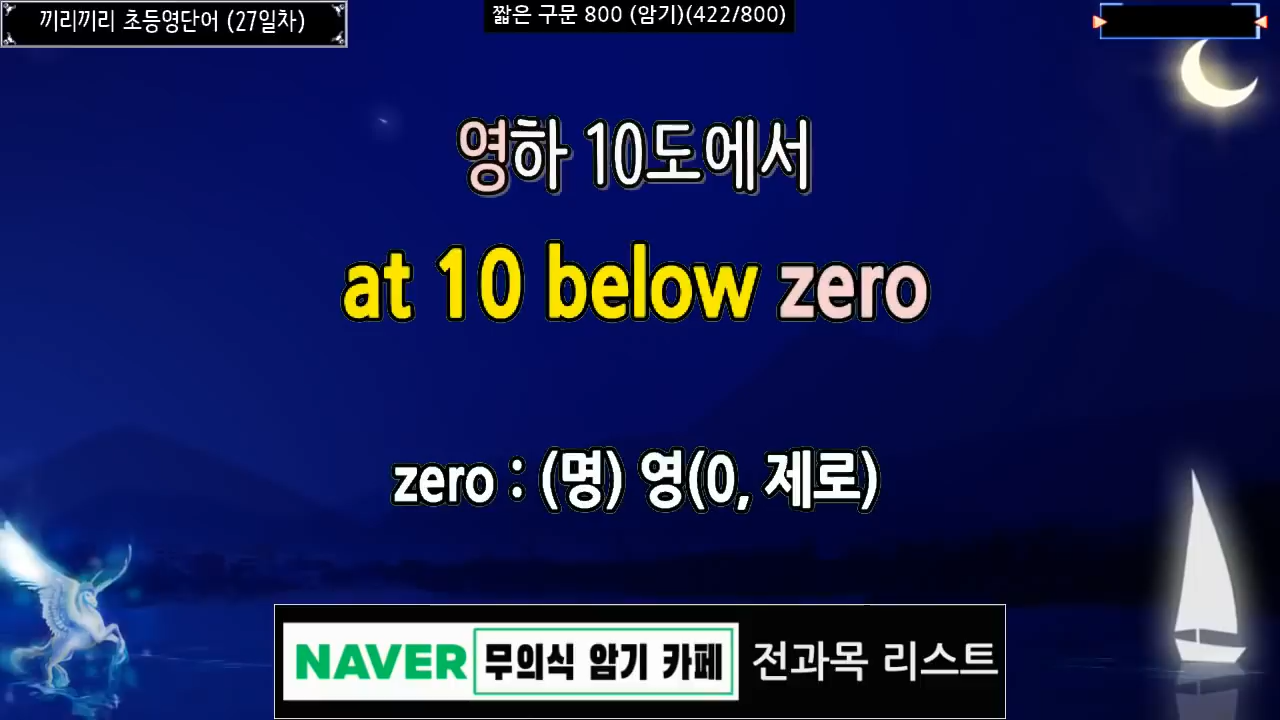 끼리끼리 초등영단어 (27일차)
짧은 구문 800 (암기)(422/800)
영하 10도에서
at 10 below zero
zero : (명) 영(0, 제로)
NAVER 무의식 암기 카페 전과목 리스트